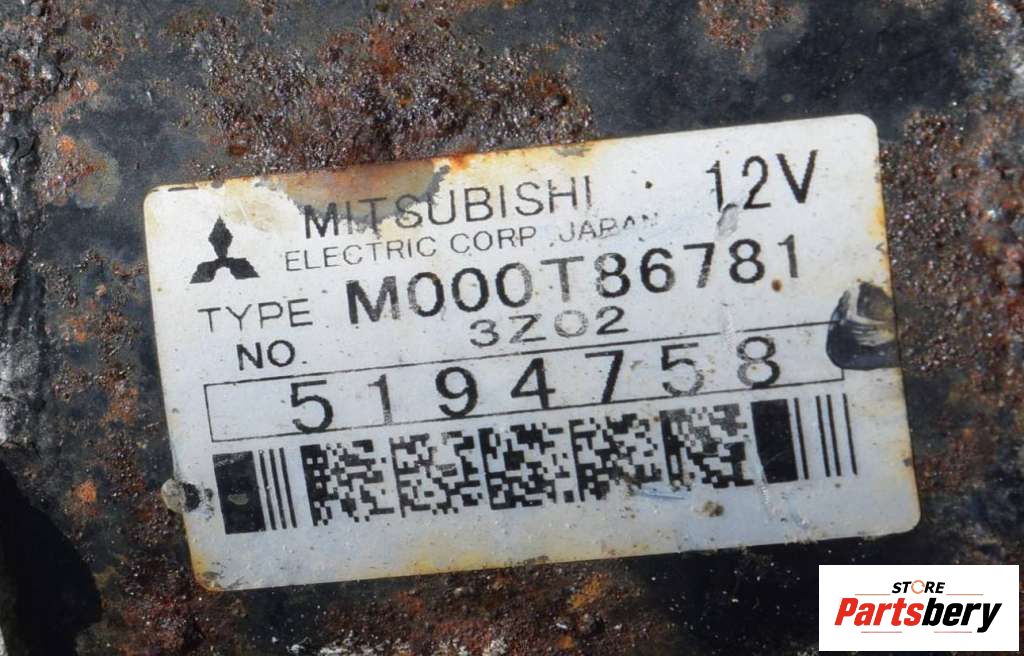 MITSUBISHI 12V
ELECTRIC CORP. JAPAN
TYPE M000T86781
NO. 3Z02
5194758
STORE
Partsbery